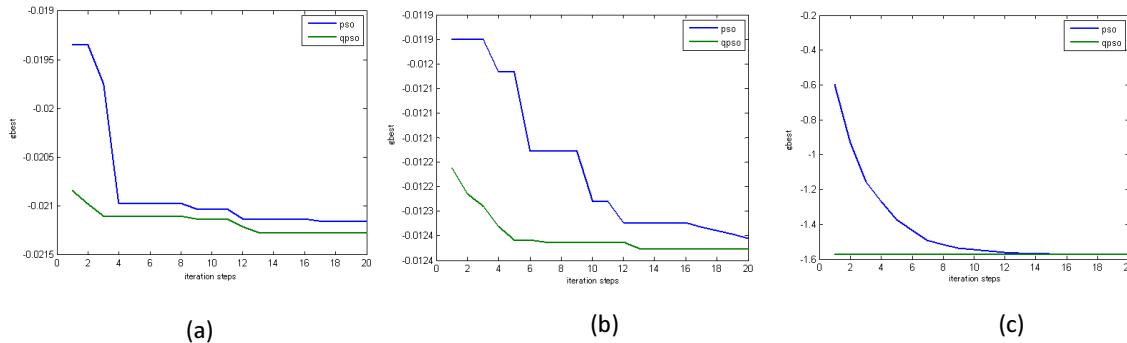 -0.019
-0.0195
-0.02
-0.0205
-0.021
-0.0215
gbest
0 2 4 6 8 10 12 14 16 18 20
iteration steps
pso
qpso
(a)
-0.0119
-0.0119
-0.012
-0.0121
-0.0121
-0.0122
-0.0122
-0.0123
-0.0124
-0.0124
gbest
0 2 4 6 8 10 12 14 16 18 20
iteration steps
pso
qpso
(b)
-0.2
-0.4
-0.6
-0.8
-1
-1.2
-1.4
-1.6
gbest
0 2 4 6 8 10 12 14 16 18 20
iteration steps
pso
qpso
(c)